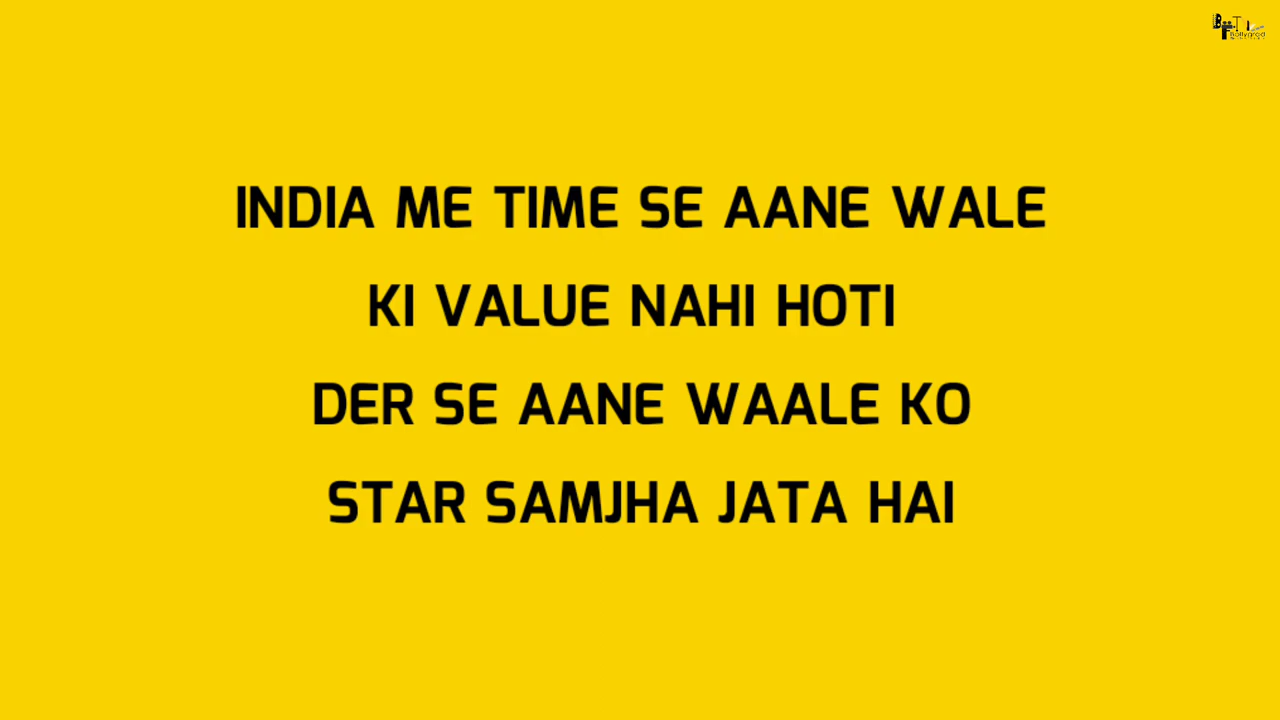 INDIA ME TIME SE AANE WALE
KI VALUE NAHI HOTI
DER SE AANE WAALE KO
STAR SAMJHA JATA HAI